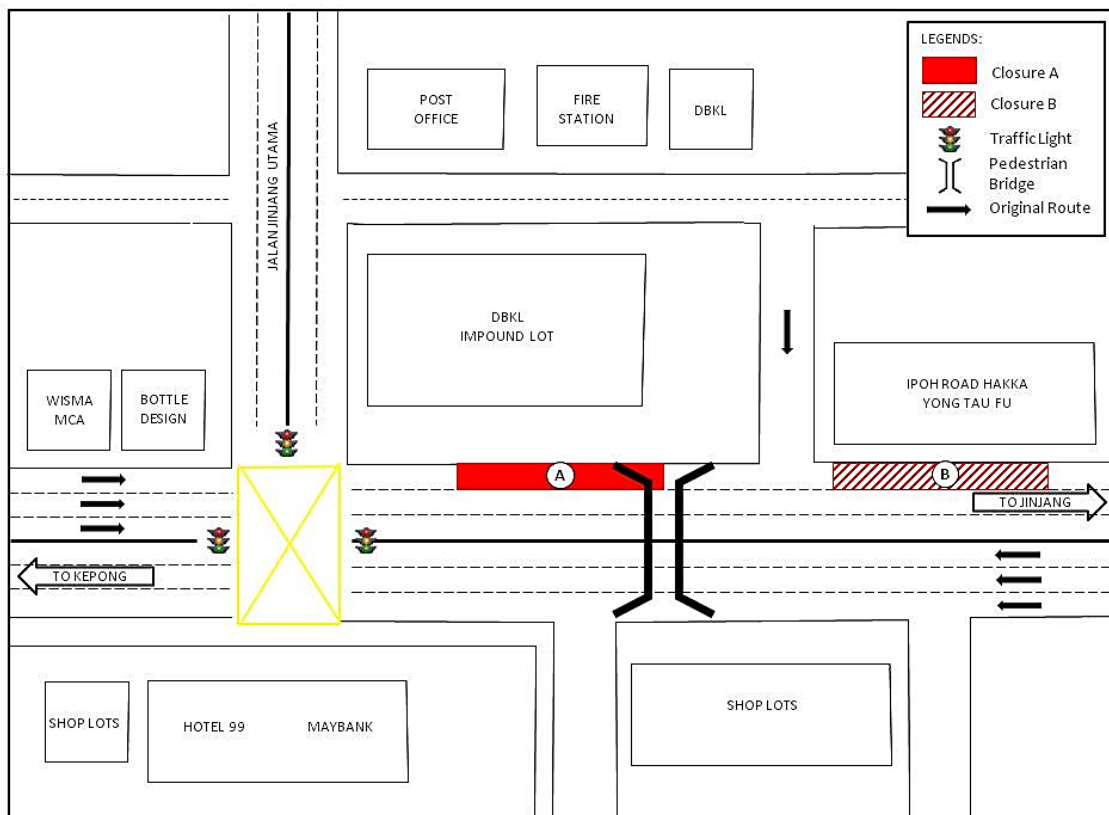 LEGENDS:
Closure A
Closure B
Traffic Light
Pedestrian
Bridge
Original Route
POST
OFFICE
FIRE
STATION
DBKL
JALAN JINJANG UTAMA
DBKL
IMPOUND LOT
WISMA
MCA
BOTTLE
DESIGN
IPOH ROAD HAKKA
YONG TAU FU
A
B
TO JINJANG
TO KEPONG
SHOP LOTS
HOTEL 99
MAYBANK
SHOP LOTS